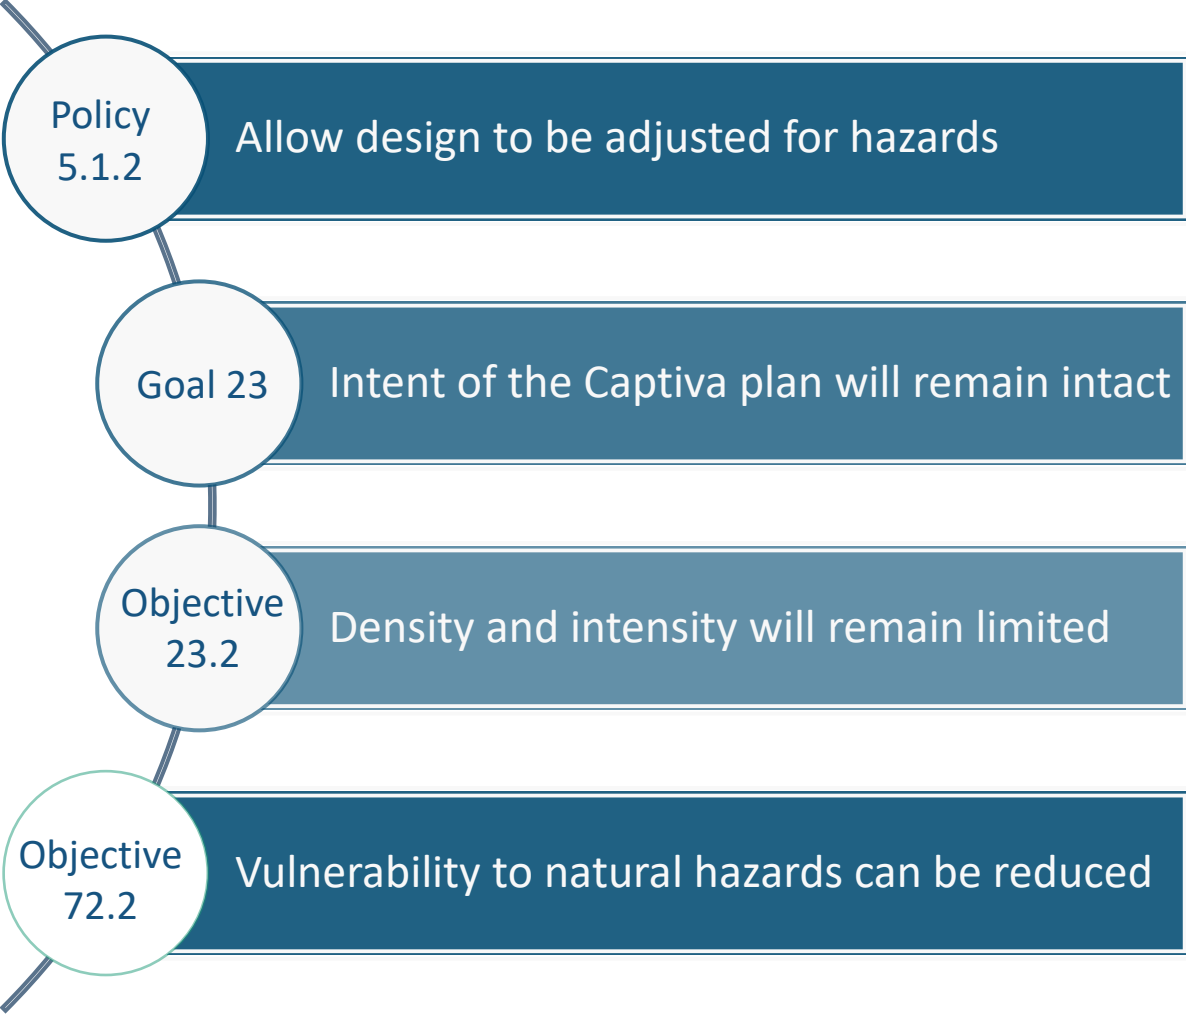 Policy
5.1.2
Allow design to be adjusted for hazards
Goal 23
Intent of the Captiva plan will remain intact
Objective
23.2
Density and intensity will remain limited
Objective
72.2
Vulnerability to natural hazards can be reduced